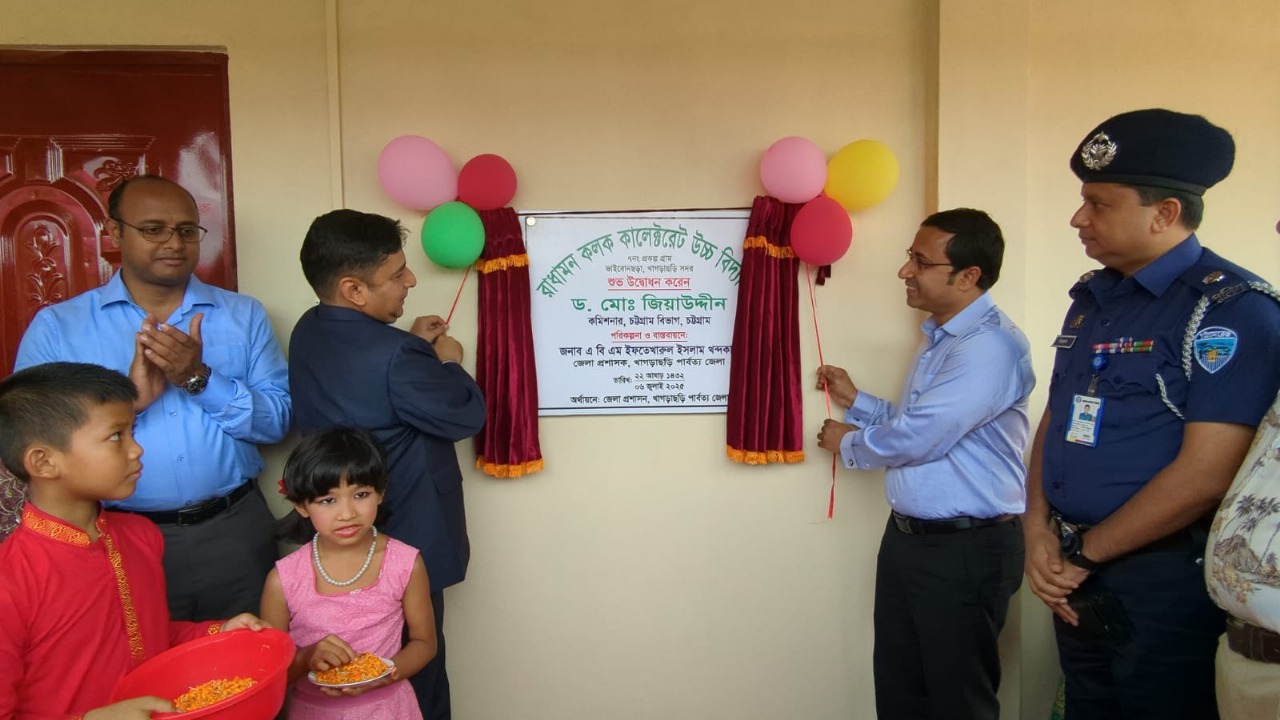 রাধামন কলক কালেক্টরেট উচ্চ বিদ্যা
৭নং প্রকল্প গ্রাম
ভাইবোনছড়া, খাগড়াছড়ি সদর
শুভ উদ্বোধন করেন
ড. মোঃ জিয়াউদ্দীন
কমিশনার, চট্টগ্রাম বিভাগ, চট্টগ্রাম
পরিকল্পনা ও বাস্তবায়নে:
জনাব এ বি এম ইফতেখারুল ইসলাম খন্দকা
জেলা প্রশাসক, খাগড়াছড়ি পার্বত্য জেলা
তারিখ: ২২ আষাঢ় ১৪৩২
০৬ জুলাই ২০২৫
অর্থায়নে: জেলা প্রশাসন, খাগড়াছড়ি পার্বত্য জেলা